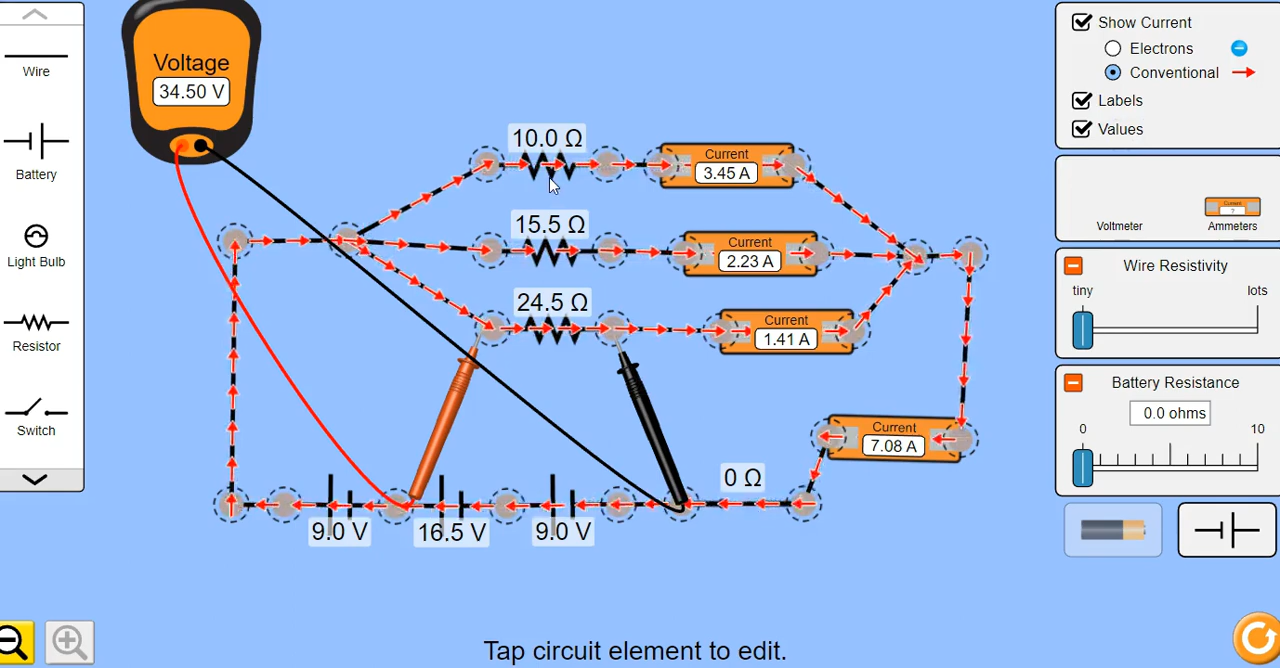 Wire
Battery
Light Bulb
Resistor
Switch
Voltage
34.50 V
10.0 Ω
Current
3.45 A
15.5 Ω
Current
2.23 A
24.5 Ω
Current
1.41 A
Current
7.08 A
0 Ω
9.0 V
16.5 V
9.0 V
Tap circuit element to edit.
Show Current
Electrons
Conventional
Labels
Values
Voltmeter
Current
?
Ammeters
Wire Resistivity
tiny
lots
Battery Resistance
0.0 ohms
0
10